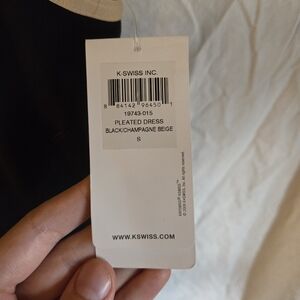 K-SWISS INC.
8 84142 96450 1
19743-015
PLEATED DRESS
BLACK/CHAMPAGNE BEIGE
S
WWW.KSWISS.COM